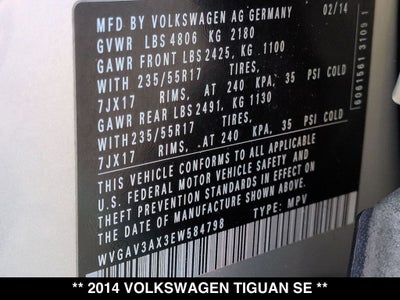 MFD BY VOLKSWAGEN AG GERMANY 02/14
GVWR LBS 4806 KG 2180
GAWR FRONT LBS 2425, KG 1100
WITH 235/55R17 TIRES,
7JX17 RIMS, AT 240 KPA, 35 PSI COLD
GAWR REAR LBS 2491, KG 1130
WITH 235/55R17 TIRES,
7JX17 RIMS, .AT 240 KPA, 35 PSI COLD
THIS VEHICLE CONFORMS TO ALL APPLICABLE
U.S. FEDERAL MOTOR VEHICLE SAFETY AND
THEFT PREVENTION STANDARDS IN EFFECT ON
THE DATE OF MANUFACTURE SHOWN ABOVE.
WVGAV3AX3EW584798 TYPE: MPV
6061561 3109 1
** 2014 VOLKSWAGEN TIGUAN SE **